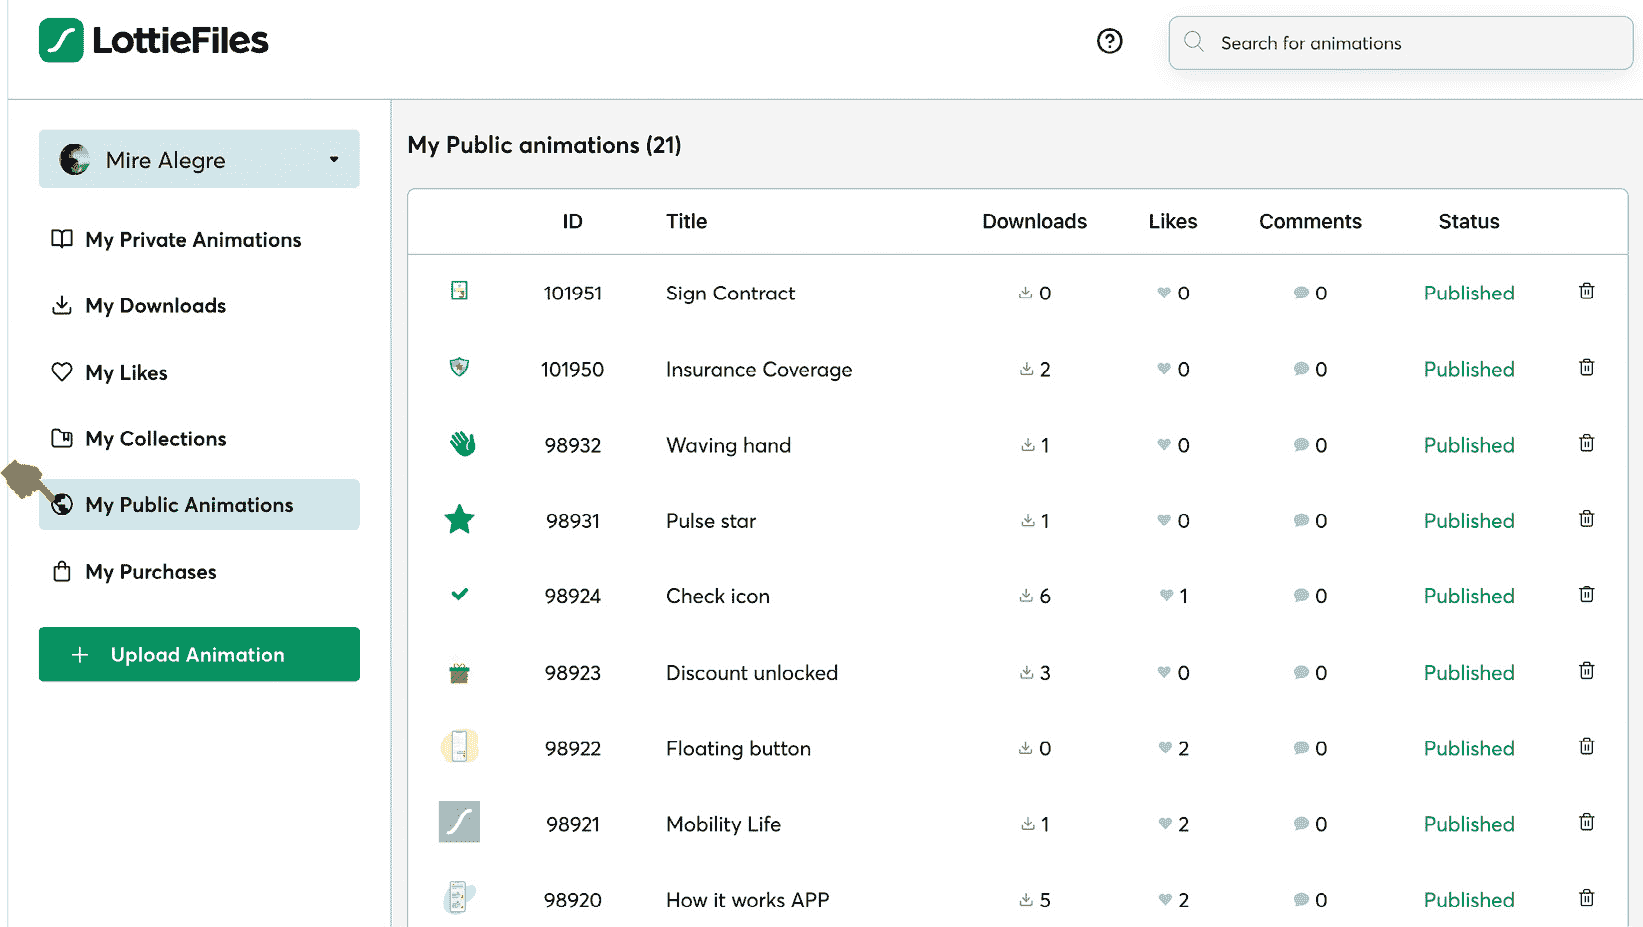 LottieFiles
Search for animations
Mire Alegre
My Private Animations
My Downloads
My Likes
My Collections
My Public Animations
My Purchases
+ Upload Animation
My Public animations (21)
ID Title Downloads Likes Comments Status
101951 Sign Contract 0 0 0 Published
101950 Insurance Coverage 2 0 0 Published
98932 Waving hand 1 0 0 Published
98931 Pulse star 1 0 0 Published
98924 Check icon 6 1 0 Published
98923 Discount unlocked 3 0 0 Published
98922 Floating button 0 2 0 Published
98921 Mobility Life 1 2 0 Published
98920 How it works APP 5 2 0 Published